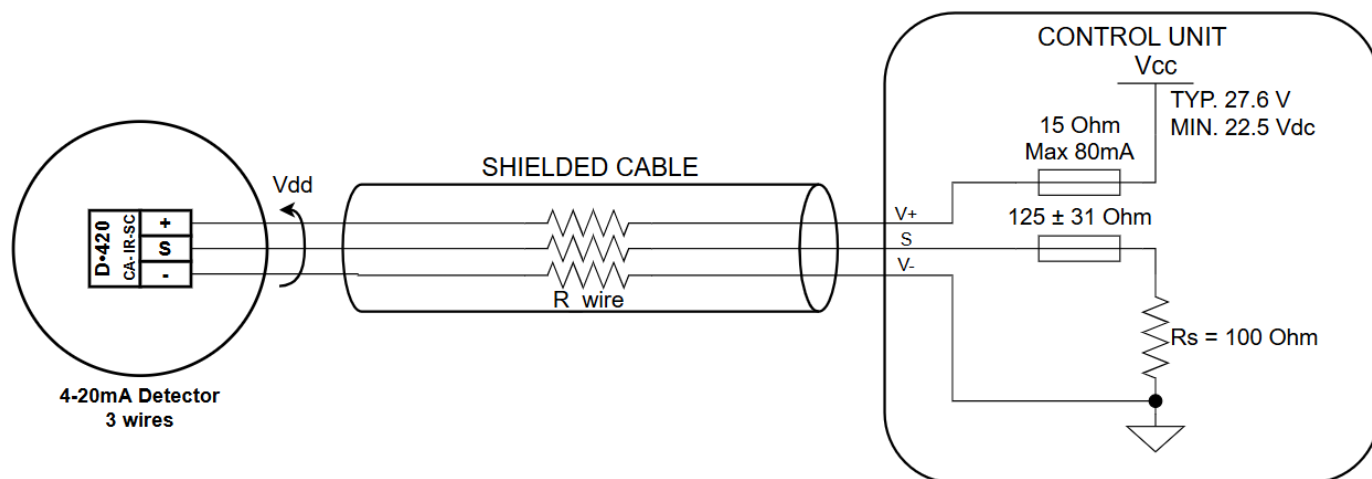 CONTROL UNIT
Vcc
TYP. 27.6 V
MIN. 22.5 Vdc
15 Ohm
Max 80mA
SHIELDED CABLE
Vdd
D•420
CA- IR-SC
+
S
-
V+
S
V-
125 ± 31 Ohm
R wire
Rs = 100 Ohm
4-20mA Detector
3 wires